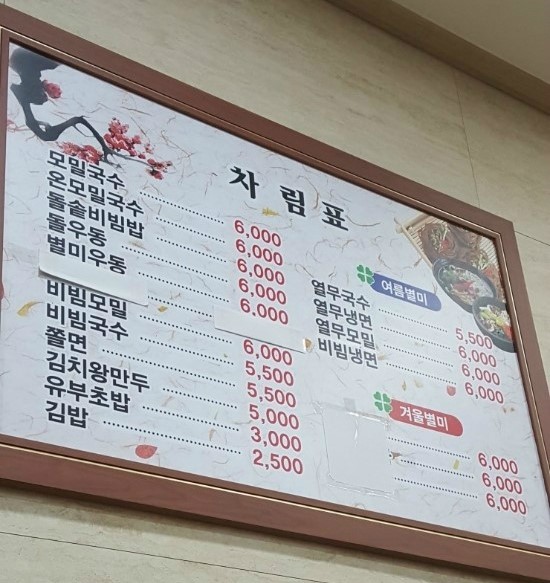 차림표
모밀국수 6,000
온모밀국수 6,000
돌솥비빔밥 6,000
돌우동 6,000
별미우동 6,000
비빔모밀 6,000
비빔국수 5,500
쫄면 5,500
김치왕만두 5,000
유부초밥 3,000
김밥 2,500
여름별미
열무국수 5,500
열무냉면 6,000
열무모밀 6,000
비빔냉면 6,000
겨울별미
6,000
6,000
6,000